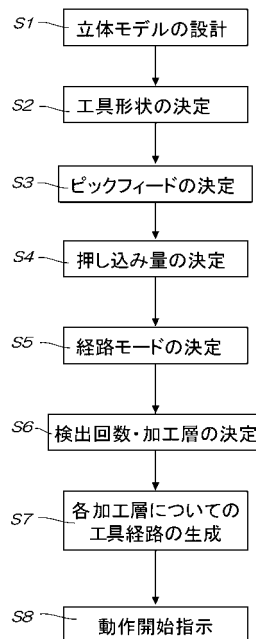 S1
立体モデルの設計
S2
工具形状の決定
S3
ピックフィードの決定
S4
押し込み量の決定
S5
経路モードの決定
S6
検出回数・加工層の決定
S7
各加工層についての
工具経路の生成
S8
動作開始指示